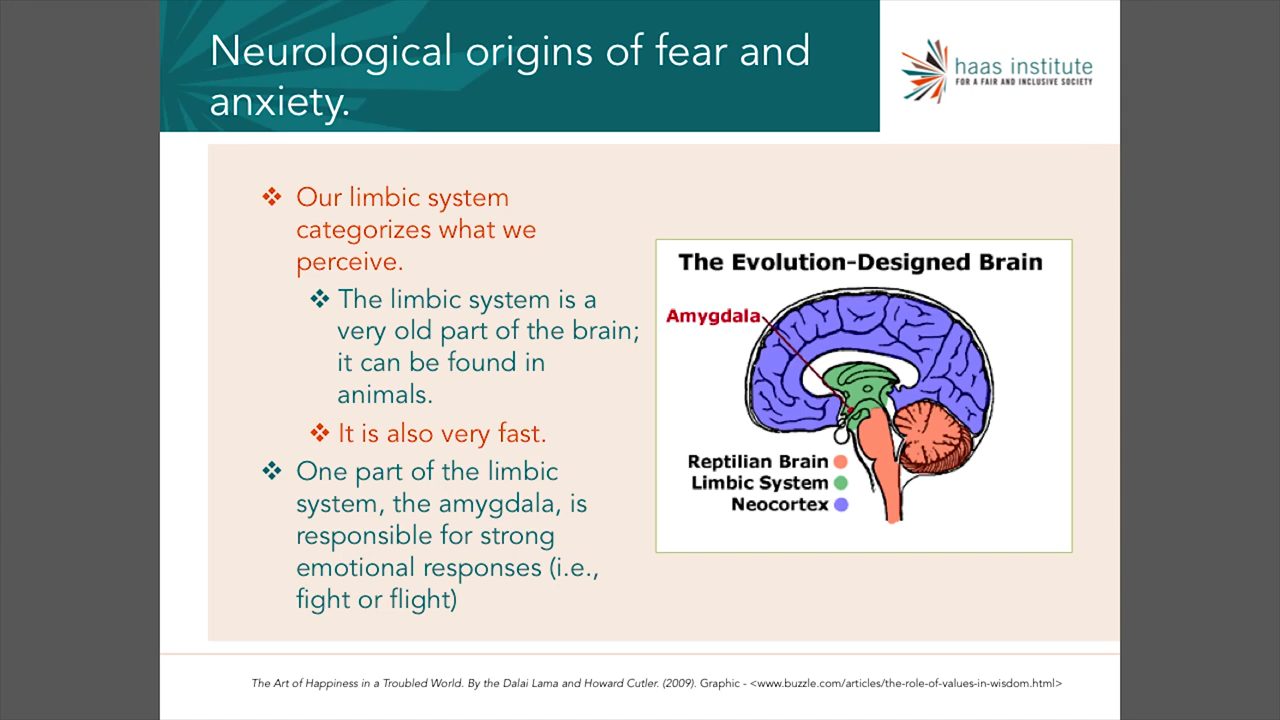 Neurological origins of fear and
anxiety.
haas institute
FOR A FAIR AND INCLUSIVE SOCIETY
❖ Our limbic system
categorizes what we
perceive.
❖ The limbic system is a
very old part of the brain;
it can be found in
animals.
❖ It is also very fast.
❖ One part of the limbic
system, the amygdala, is
responsible for strong
emotional responses (i.e.,
fight or flight)
The Evolution-Designed Brain
Amygdala
Reptilian Brain
Limbic System
Neocortex
The Art of Happiness in a Troubled World. By the Dalai Lama and Howard Cutler. (2009). Graphic - <www.buzzle.com/articles/the-role-of-values-in-wisdom.html>